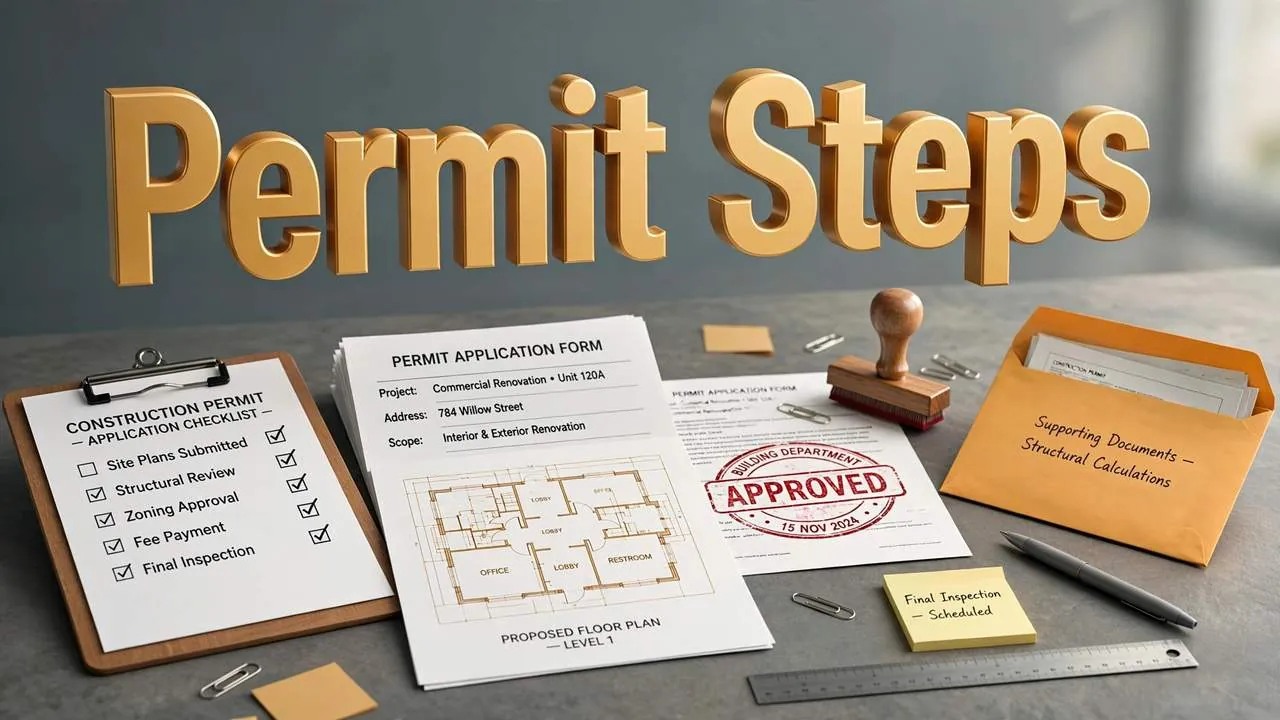 Permit Steps
CONSTRUCTION PERMIT
— APPLICATION CHECKLIST —
Site Plans Submitted
Structural Review
Zoning Approval
Fee Payment
Final Inspection
PERMIT APPLICATION FORM
Project: Commercial Renovation • Unit 120A
Address: 784 Willow Street
Scope: Interior & Exterior Renovation
LOBBY
OFFICE
LOBBY
OFFICE
LOBBY
RESTROOM
PROPOSED FLOOR PLAN
— LEVEL 1
PERMIT APPLICATION FORM
BUILDING DEPARTMENT
APPROVED
15 NOV 2024
CONSTRUCTION PERMIT
Supporting Documents —
Structural Calculations
Final Inspection
— Scheduled